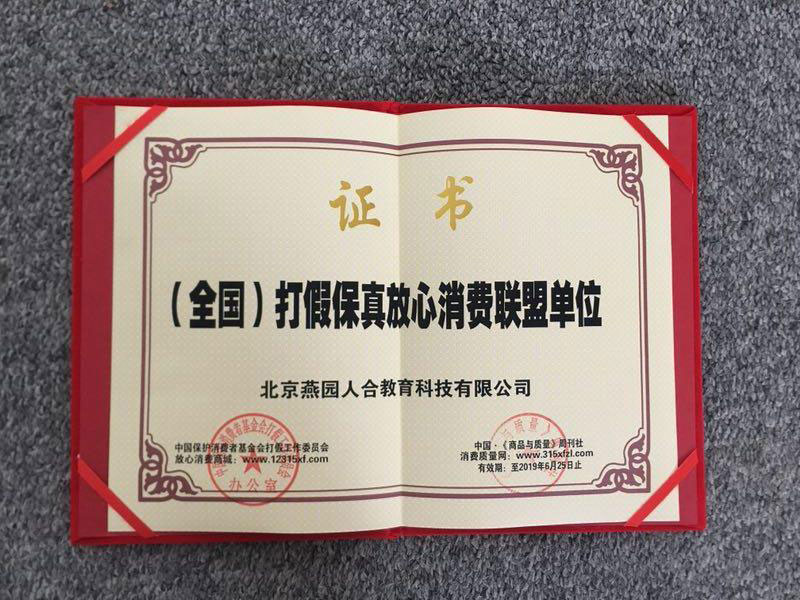 证书
（全国）打假保真放心消费联盟单位
北京燕园人合教育科技有限公司
中国保护消费者基金会打假工作委员会
放心消费商城：www.12315xf.com
办公室
中国·《商品与质量》周刊社
消费质量网：www.315xfzl.com
有效期：至2019年6月25日止